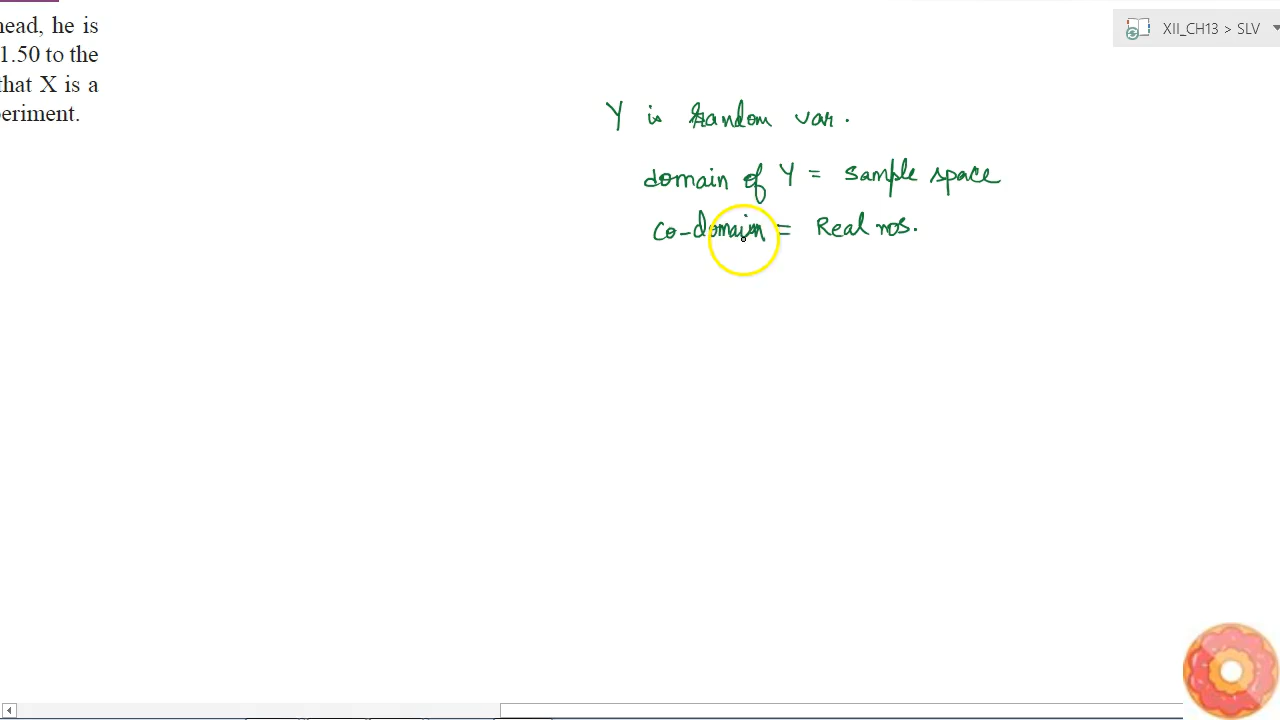 head, he is
1.50 to the
that X is a
periment.
XII_CH13 > SLV
Y is random var.
domain of Y = sample space
co-domain = Real nos.